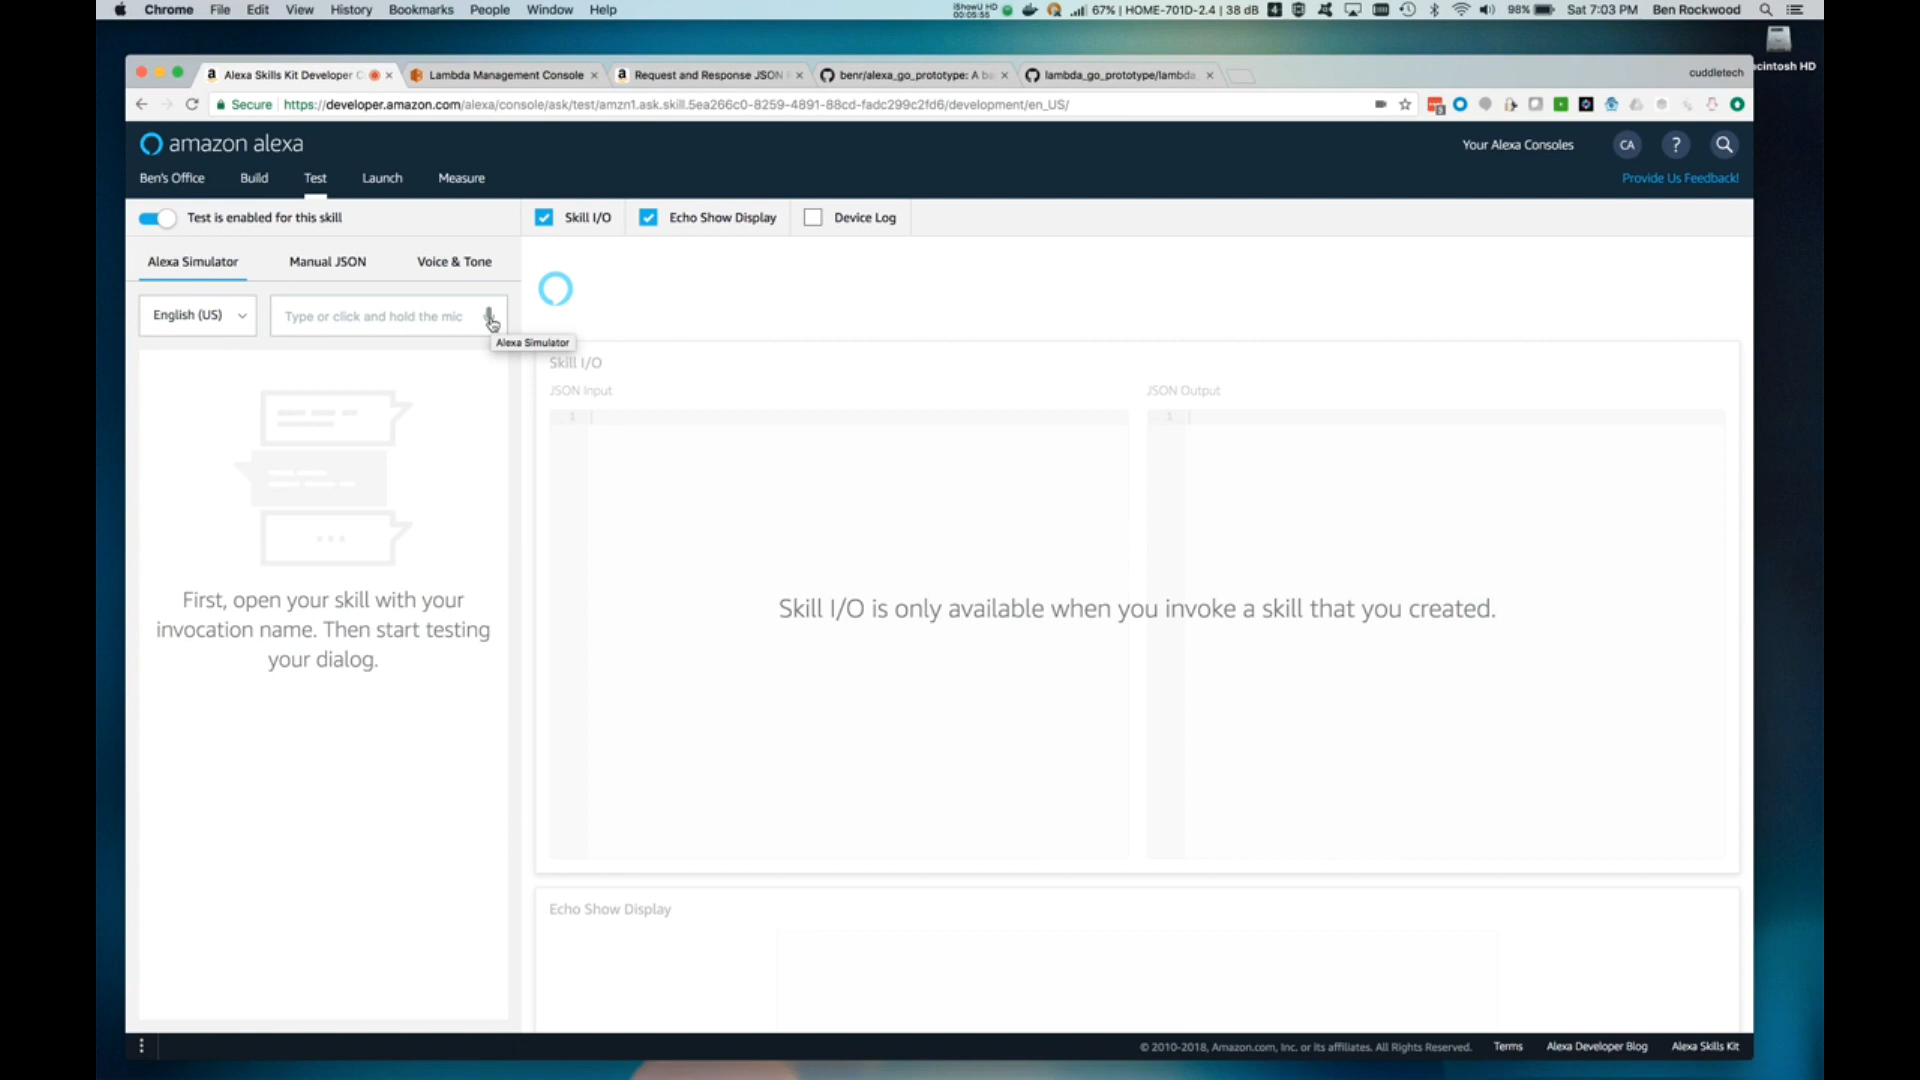 Chrome File Edit View History Bookmarks People Window Help
iShowU HD
00:05:55
67% | HOME-701D-2.4 | 38 dB
98%
Sat 7:03 PM
Ben Rockwood
Macintosh HD
Alexa Skills Kit Developer C
Lambda Management Console
Request and Response JSON
benr/alexa_go_prototype: A ba
lambda_go_prototype/lambda
cuddletech
Secure
https://developer.amazon.com/alexa/console/ask/test/amzn1.ask.skill.5ea266c0-8259-4891-88cd-fadc299c2fd6/development/en_US/
amazon alexa
Your Alexa Consoles
CA
?
Ben's Office
Build
Test
Launch
Measure
Provide Us Feedback!
Test is enabled for this skill
Skill I/O
Echo Show Display
Device Log
Alexa Simulator
Manual JSON
Voice & Tone
English (US)
Type or click and hold the mic
Alexa Simulator
Skill I/O
JSON Input
JSON Output
1
1
First, open your skill with your
invocation name. Then start testing
your dialog.
Skill I/O is only available when you invoke a skill that you created.
Echo Show Display
© 2010-2018, Amazon.com, Inc. or its affiliates. All Rights Reserved.
Terms
Alexa Developer Blog
Alexa Skills Kit